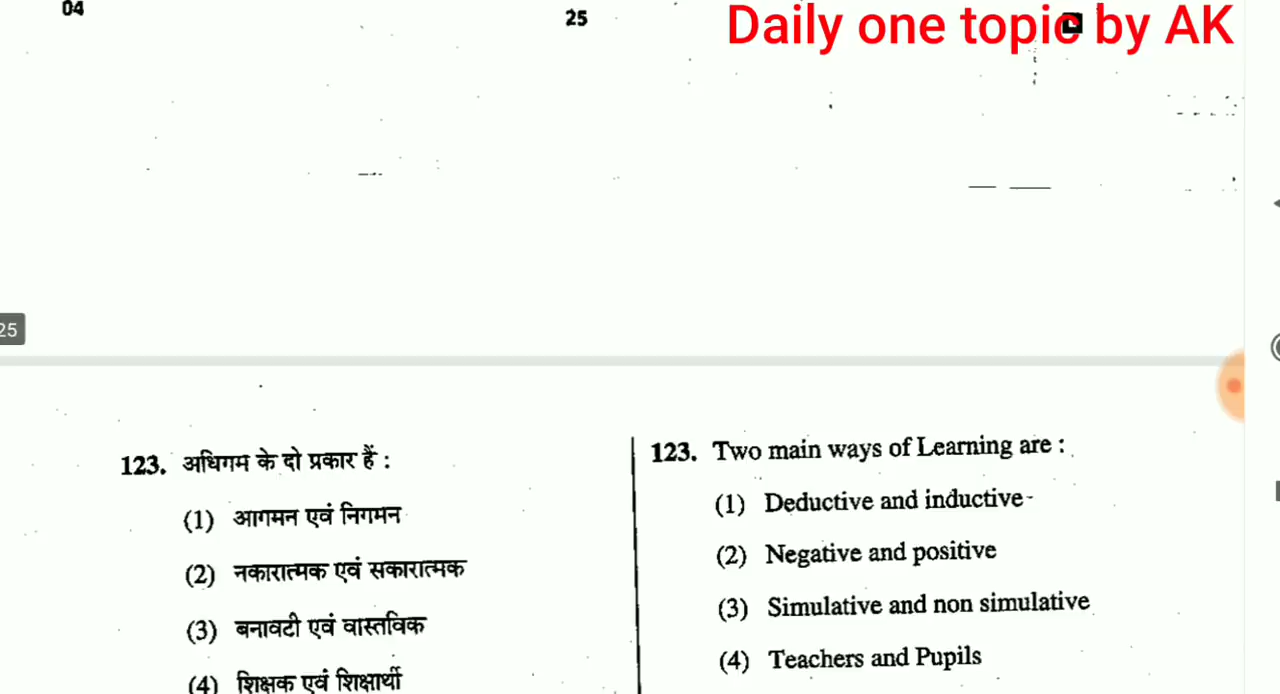 04
25
Daily one topic by AK
25
123. अधिगम के दो प्रकार हैं :
(1) आगमन एवं निगमन
(2) नकारात्मक एवं सकारात्मक
(3) बनावटी एवं वास्तविक
(4) शिक्षक एवं शिक्षार्थी
123. Two main ways of Learning are :
(1) Deductive and inductive
(2) Negative and positive
(3) Simulative and non simulative
(4) Teachers and Pupils